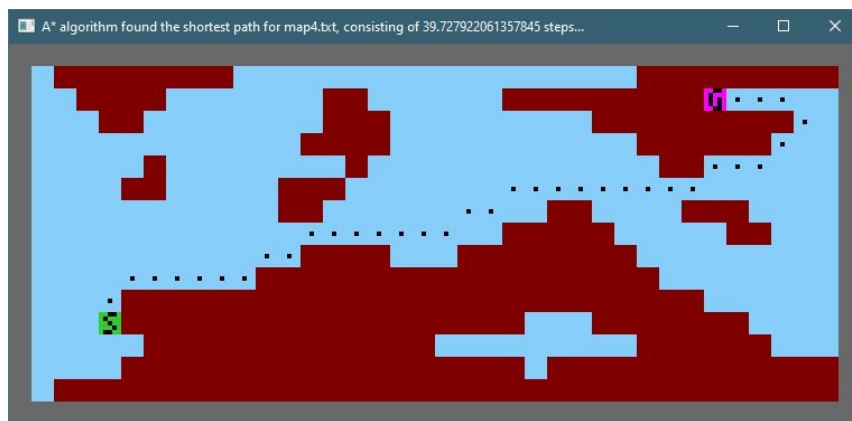 A* algorithm found the shortest path for map4.txt, consisting of 39.727922061357845 steps...
G
S